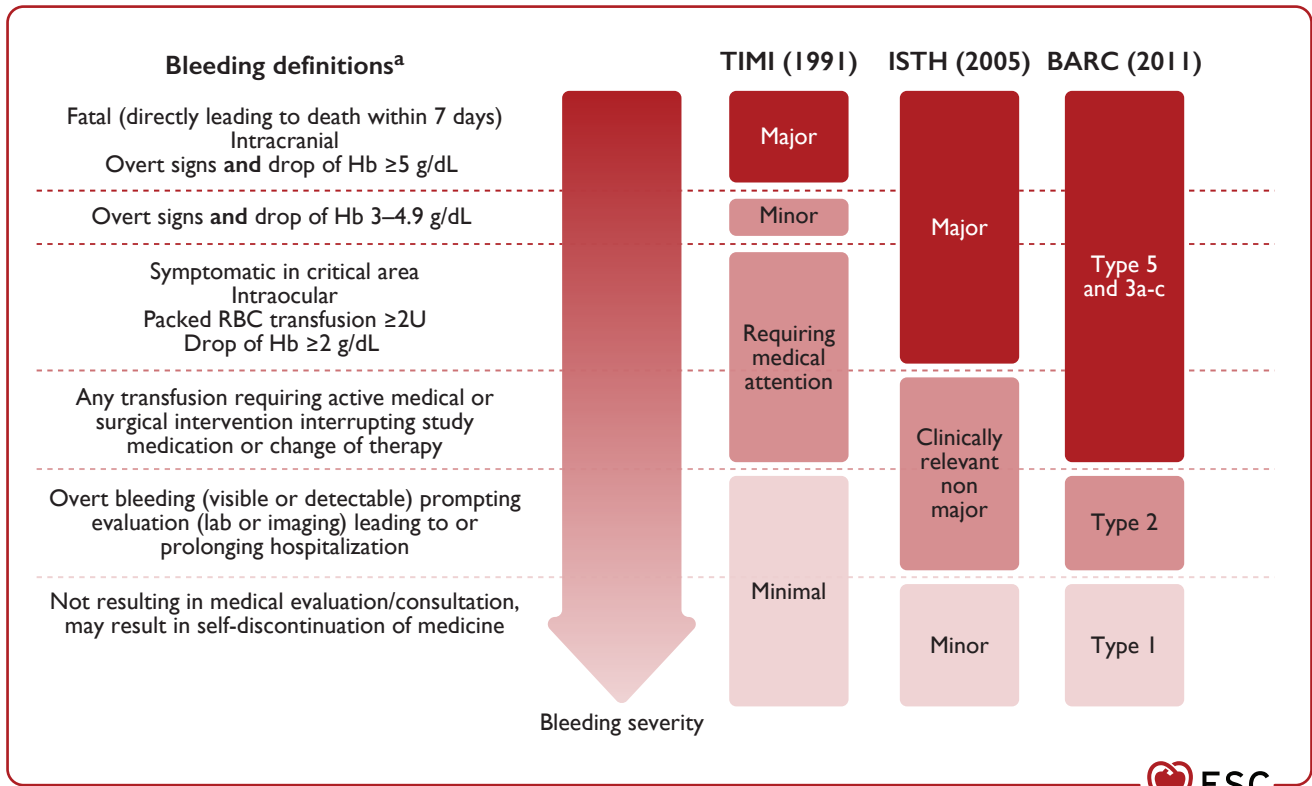 Bleeding definitionsª
TIMI (1991)
ISTH (2005)
BARC (2011)
Fatal (directly leading to death within 7 days)
Intracranial
Overt signs and drop of Hb ≥5 g/dL
Major
Overt signs and drop of Hb 3–4.9 g/dL
Minor
Major
Symptomatic in critical area
Intraocular
Packed RBC transfusion ≥2U
Drop of Hb ≥2 g/dL
Type 5
and 3a-c
Requiring
medical
attention
Any transfusion requiring active medical or
surgical intervention interrupting study
medication or change of therapy
Clinically
relevant
non
major
Overt bleeding (visible or detectable) prompting
evaluation (lab or imaging) leading to or
prolonging hospitalization
Type 2
Not resulting in medical evaluation/consultation,
may result in self-discontinuation of medicine
Minimal
Minor
Type 1
Bleeding severity
ESC